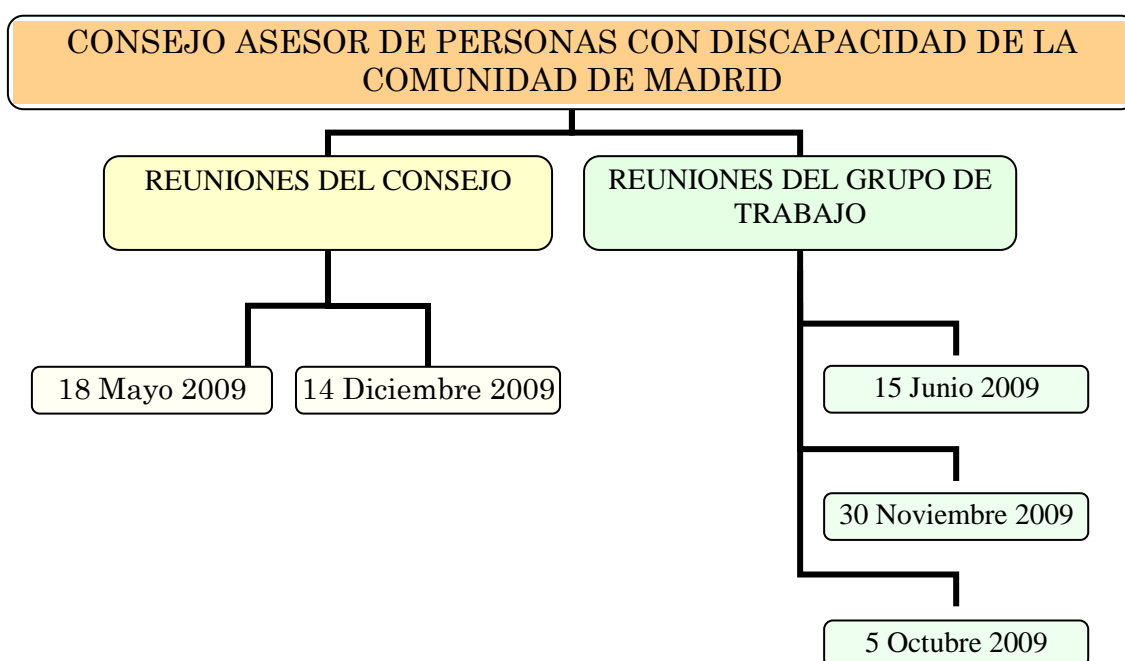 CONSEJO ASESOR DE PERSONAS CON DISCAPACIDAD DE LA
COMUNIDAD DE MADRID
REUNIONES DEL CONSEJO
REUNIONES DEL GRUPO DE
TRABAJO
18 Mayo 2009
14 Diciembre 2009
15 Junio 2009
30 Noviembre 2009
5 Octubre 2009